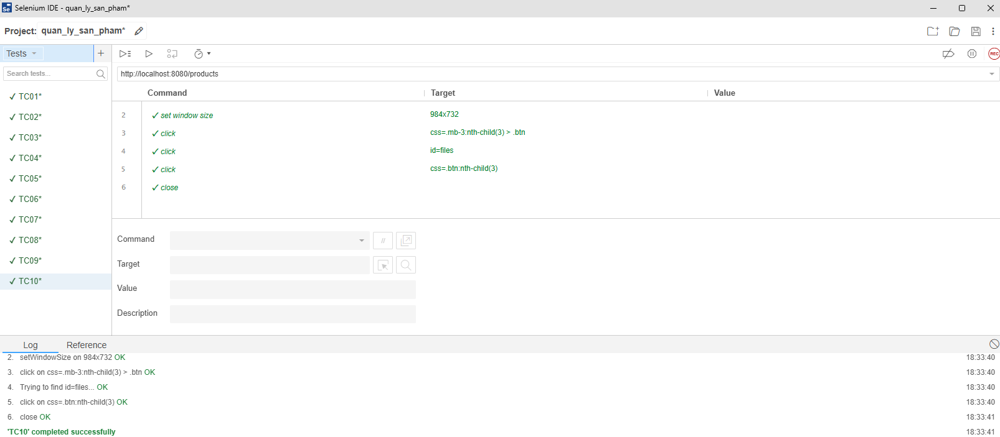 Selenium IDE - quan_ly_san_pham*
Project: quan_ly_san_pham*
Tests
+
REC
Search tests...
http://localhost:8080/products
Command Target Value
✓ TC01*
✓ TC02*
✓ TC03*
✓ TC04*
✓ TC05*
✓ TC06*
✓ TC07*
✓ TC08*
✓ TC09*
✓ TC10*
2 ✓ set window size 984x732
3 ✓ click css=.mb-3:nth-child(3) > .btn
4 ✓ click id=files
5 ✓ click css=.btn:nth-child(3)
6 ✓ close
Command //
Target
Value
Description
Log Reference
2. setWindowSize on 984x732 OK 18:33:40
3. click on css=.mb-3:nth-child(3) > .btn OK 18:33:40
4. Trying to find id=files... OK 18:33:40
5. click on css=.btn:nth-child(3) OK 18:33:40
6. close OK 18:33:41
'TC10' completed successfully 18:33:41